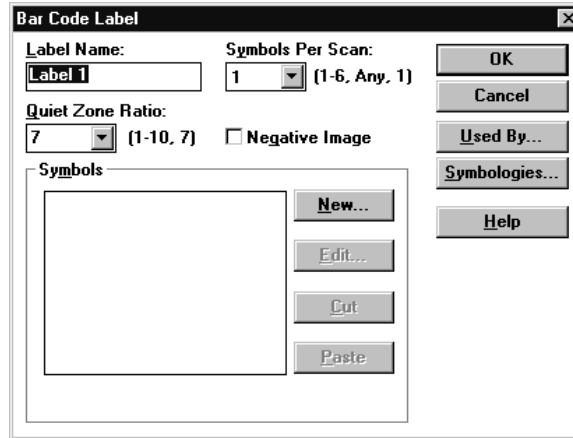 Bar Code Label
Label Name:
Label 1
Symbols Per Scan:
1 (1-6, Any, 1)
Quiet Zone Ratio:
7 (1-10, 7)
Negative Image
Symbols
New...
Edit...
Cut
Paste
OK
Cancel
Used By...
Symbologies...
Help